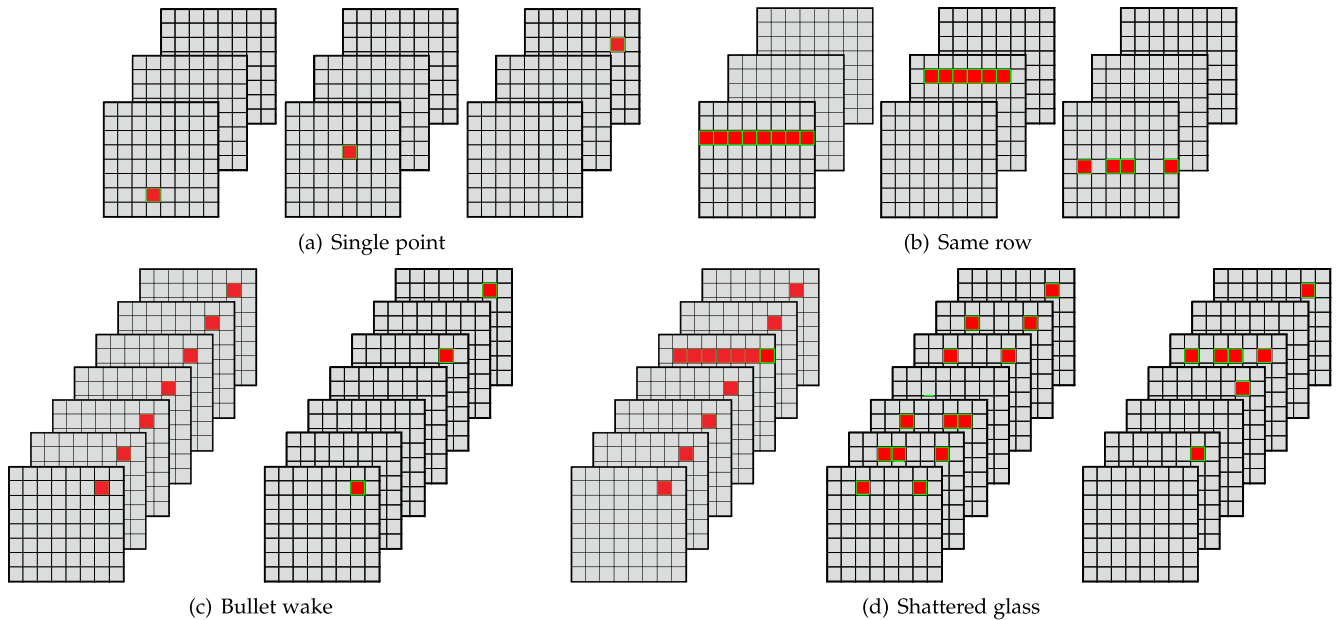 (a) Single point
(b) Same row
(c) Bullet wake
(d) Shattered glass